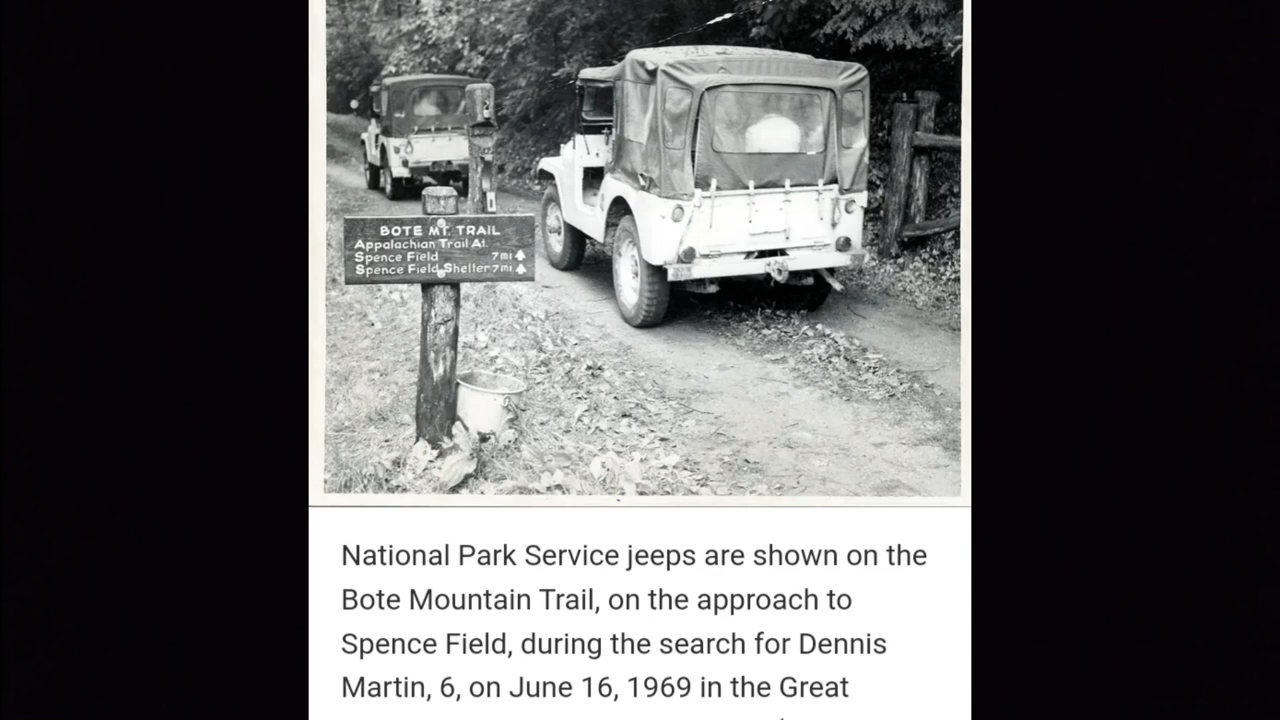 BOTE MT. TRAIL
Appalachian Trail At.
Spence Field 7mi
Spence Field Shelter 7mi
National Park Service jeeps are shown on the
Bote Mountain Trail, on the approach to
Spence Field, during the search for Dennis
Martin, 6, on June 16, 1969 in the Great